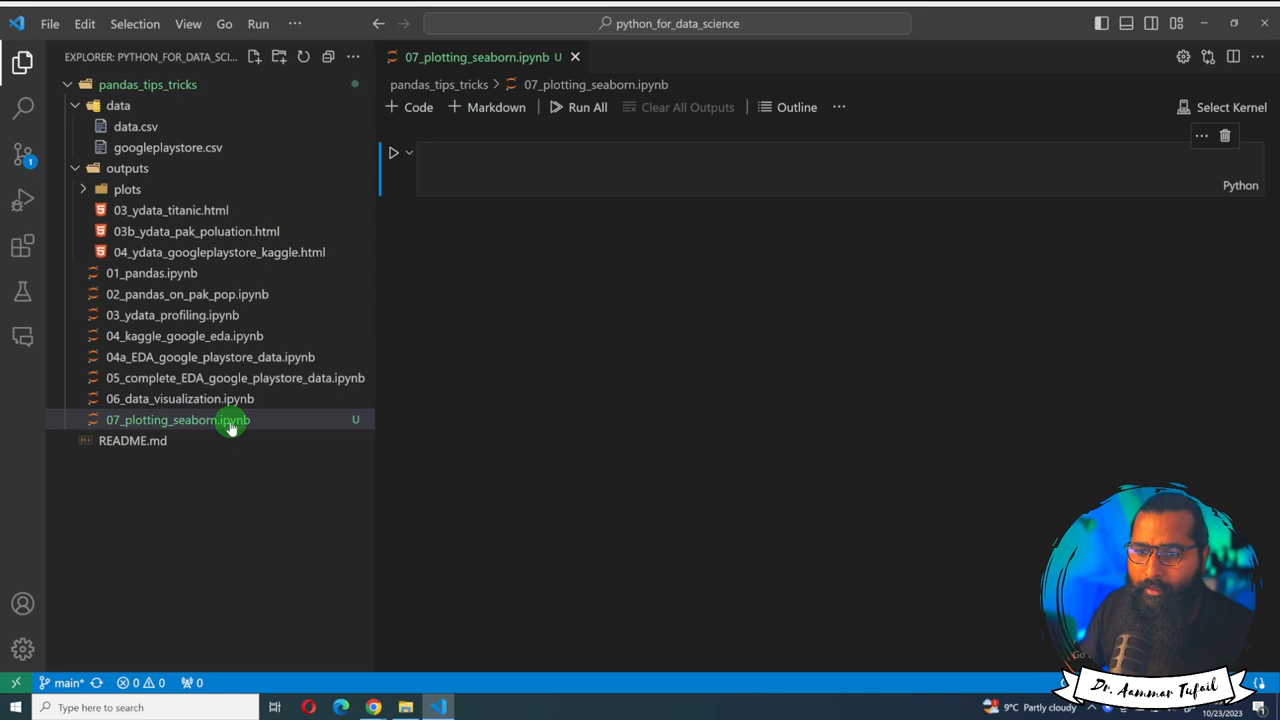 File Edit Selection View Go Run ··· python_for_data_science
EXPLORER: PYTHON_FOR_DATA_SCI...
pandas_tips_tricks
data
data.csv
googleplaystore.csv
outputs
plots
03_ydata_titanic.html
03b_ydata_pak_poluation.html
04_ydata_googleplaystore_kaggle.html
01_pandas.ipynb
02_pandas_on_pak_pop.ipynb
03_ydata_profiling.ipynb
04_kaggle_google_eda.ipynb
04a_EDA_google_playstore_data.ipynb
05_complete_EDA_google_playstore_data.ipynb
06_data_visualization.ipynb
07_plotting_seaborn.ipynb U
README.md
1
07_plotting_seaborn.ipynb U
pandas_tips_tricks > 07_plotting_seaborn.ipynb
+ Code + Markdown Run All Clear All Outputs Outline ··· Select Kernel
Python
main* 0 0 0
Dr. Aammar Tufail
Type here to search
9°C Partly cloudy
10/23/2023